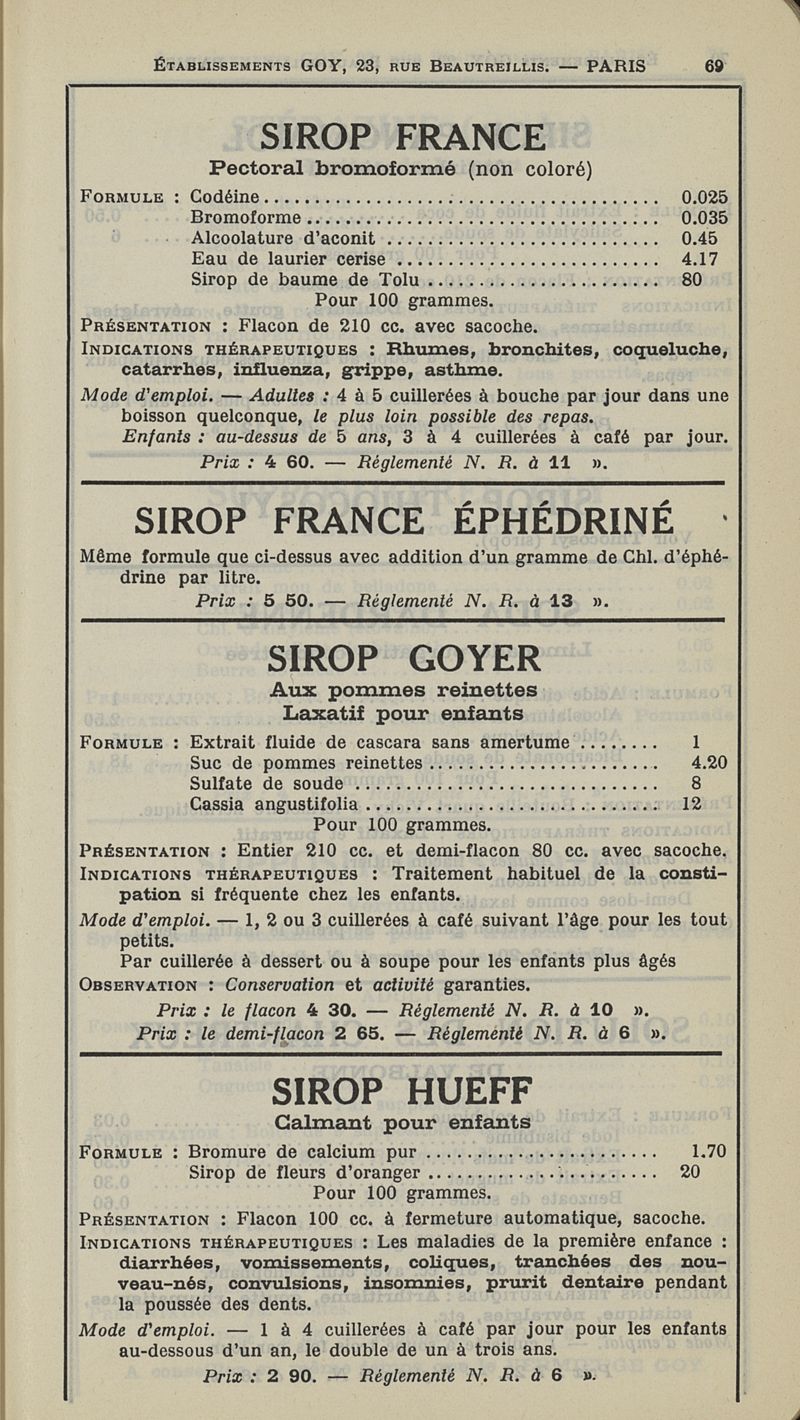 ÉTABLISSEMENTS GOY, 23, RUE BEAUTREILLIS. — PARIS 69
SIROP FRANCE
Pectoral bromoformé (non coloré)
FORMULE : Codéine ........ 0.025
Bromoforme ........ 0.035
Alcoolature d'aconit ........ 0.45
Eau de laurier cerise ........ 4.17
Sirop de baume de Tolu ........ 80
Pour 100 grammes.
PRÉSENTATION : Flacon de 210 cc. avec sacoche.
INDICATIONS THÉRAPEUTIQUES : Rhumes, bronchites, coqueluche,
catarrhes, influenza, grippe, asthme.
Mode d'emploi. — Adultes : 4 à 5 cuillerées à bouche par jour dans une
boisson quelconque, le plus loin possible des repas.
Enfants : au-dessus de 5 ans, 3 à 4 cuillerées à café par jour.
Prix : 4 60. — Réglementé N. R. à 11 ».
SIROP FRANCE ÉPHÉDRINÉ
Même formule que ci-dessus avec addition d'un gramme de Chl. d'éphé-
drine par litre.
Prix : 5 50. — Réglementé N. R. à 13 ».
SIROP GOYER
Aux pommes reinettes
Laxatif pour enfants
FORMULE : Extrait fluide de cascara sans amertume ........ 1
Suc de pommes reinettes ........ 4.20
Sulfate de soude ........ 8
Cassia angustifolia ........ 12
Pour 100 grammes.
PRÉSENTATION : Entier 210 cc. et demi-flacon 80 cc. avec sacoche.
INDICATIONS THÉRAPEUTIQUES : Traitement habituel de la consti-
pation si fréquente chez les enfants.
Mode d'emploi. — 1, 2 ou 3 cuillerées à café suivant l'âge pour les tout
petits.
Par cuillerée à dessert ou à soupe pour les enfants plus âgés
OBSERVATION : Conservation et activité garanties.
Prix : le flacon 4 30. — Réglementé N. R. à 10 ».
Prix : le demi-flacon 2 65. — Réglementé N. R. à 6 ».
SIROP HUEFF
Calmant pour enfants
FORMULE : Bromure de calcium pur ........ 1.70
Sirop de fleurs d'oranger ........ 20
Pour 100 grammes.
PRÉSENTATION : Flacon 100 cc. à fermeture automatique, sacoche.
INDICATIONS THÉRAPEUTIQUES : Les maladies de la première enfance :
diarrhées, vomissements, coliques, tranchées des nou-
veau-nés, convulsions, insomnies, prurit dentaire pendant
la poussée des dents.
Mode d'emploi. — 1 à 4 cuillerées à café par jour pour les enfants
au-dessous d'un an, le double de un à trois ans.
Prix : 2 90. — Réglementé N. R. à 6 ».